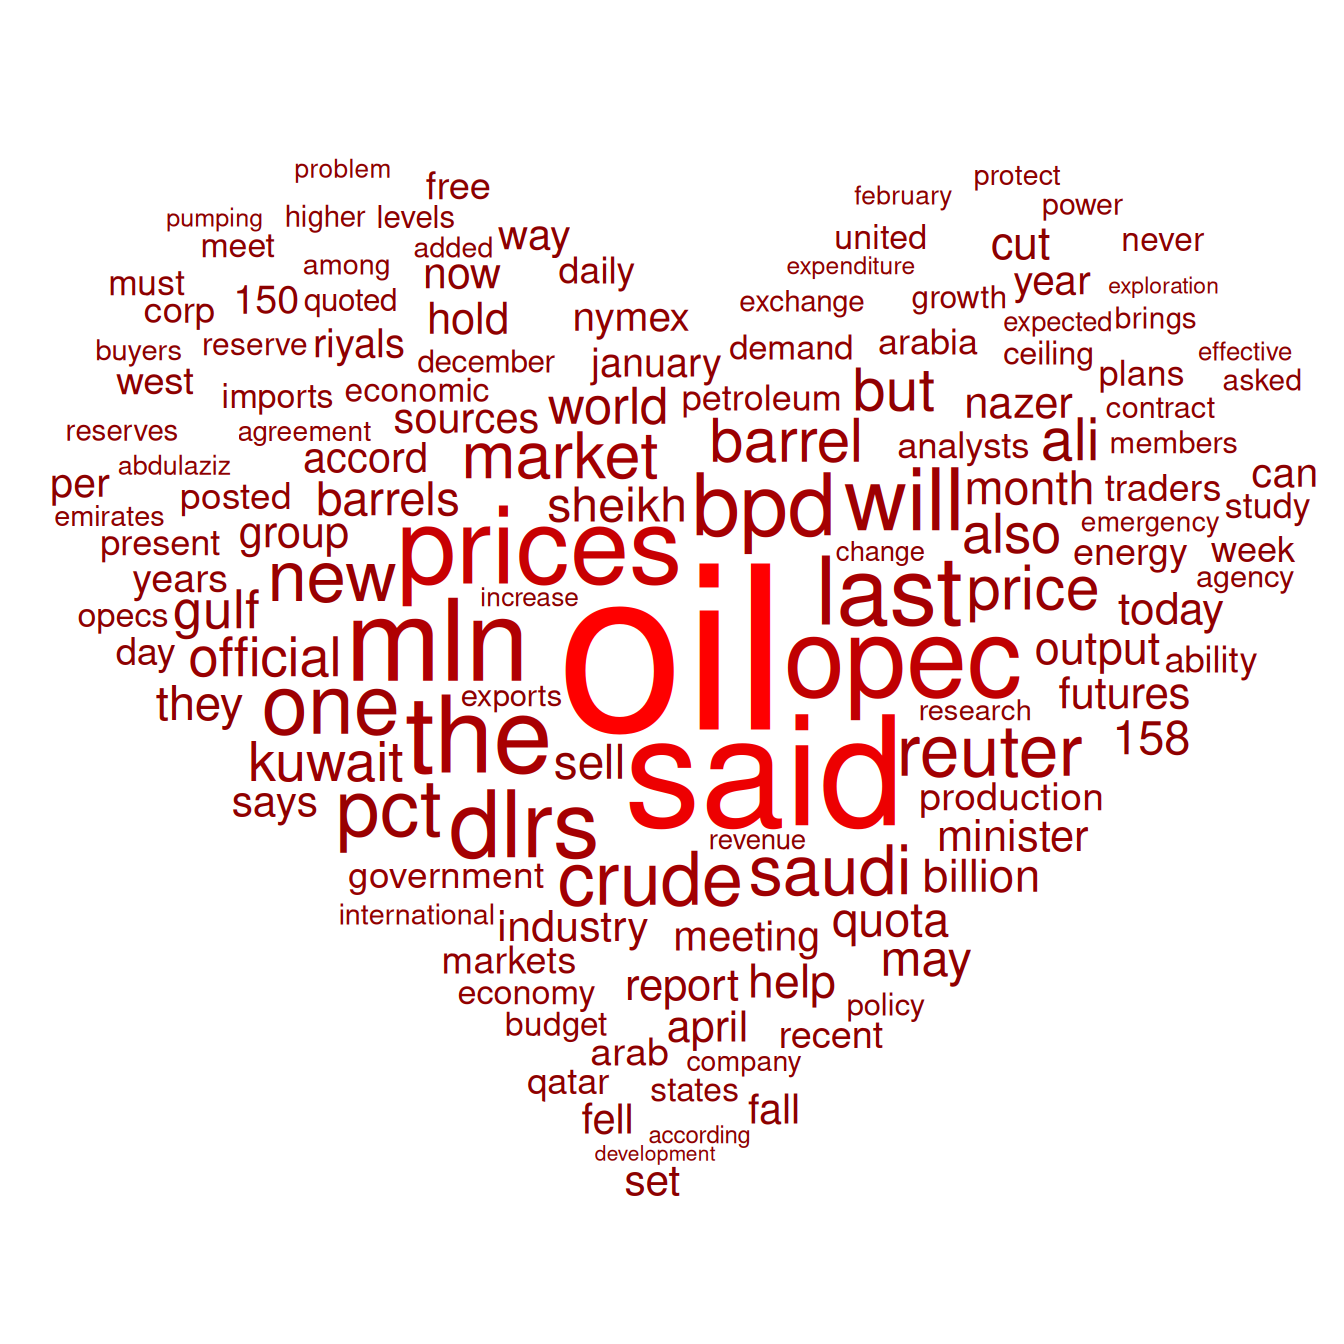 problem
free
protect
february
power
pumping higher levels
meet added way
united cut never
among now daily
expenditure
must
corp 150 quoted
exchange growth year exploration
hold nymex
expected brings
buyers reserve riyals
december january demand arabia
ceiling effective
west imports economic
plans asked
sources world petroleum but nazer contract
reserves agreement
accord market barrel analysts ali members
per abdulaziz
posted barrels sheikh bpd will month traders can
study
emirates
present group prices
change also emergency
energy week
years new increase last price agency
opecs gulf
today
day official mln oil opec output ability
they one the exports research futures
kuwait sell said reuter 158
says pct dlrs
production
revenue minister
government crude saudi billion
international industry meeting quota
markets may
economy report help
budget april recent policy
arab company
qatar states
fell fall
according
development
set